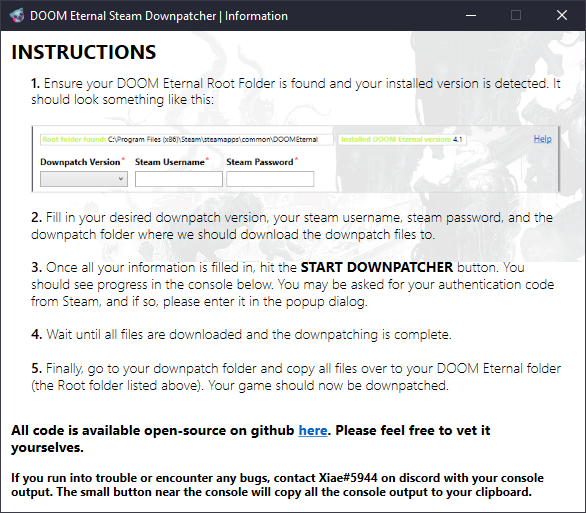 DOOM Eternal Steam Downpatcher | Information
INSTRUCTIONS
1. Ensure your DOOM Eternal Root Folder is found and your installed version is detected. It
should look something like this:
Root folder found: C:\Program Files (x86)\Steam\steamapps\common\DOOMEternal Installed DOOM Eternal version: 4.1 Help
Downpatch Version* Steam Username* Steam Password*
2. Fill in your desired downpatch version, your steam username, steam password, and the
downpatch folder where we should download the downpatch files to.
3. Once all your information is filled in, hit the START DOWNPATCHER button. You
should see progress in the console below. You may be asked for your authentication code
from Steam, and if so, please enter it in the popup dialog.
4. Wait until all files are downloaded and the downpatching is complete.
5. Finally, go to your downpatch folder and copy all files over to your DOOM Eternal folder
(the Root folder listed above). Your game should now be downpatched.
All code is available open-source on github here. Please feel free to vet it
yourselves.
If you run into trouble or encounter any bugs, contact Xiae#5944 on discord with your console
output. The small button near the console will copy all the console output to your clipboard.